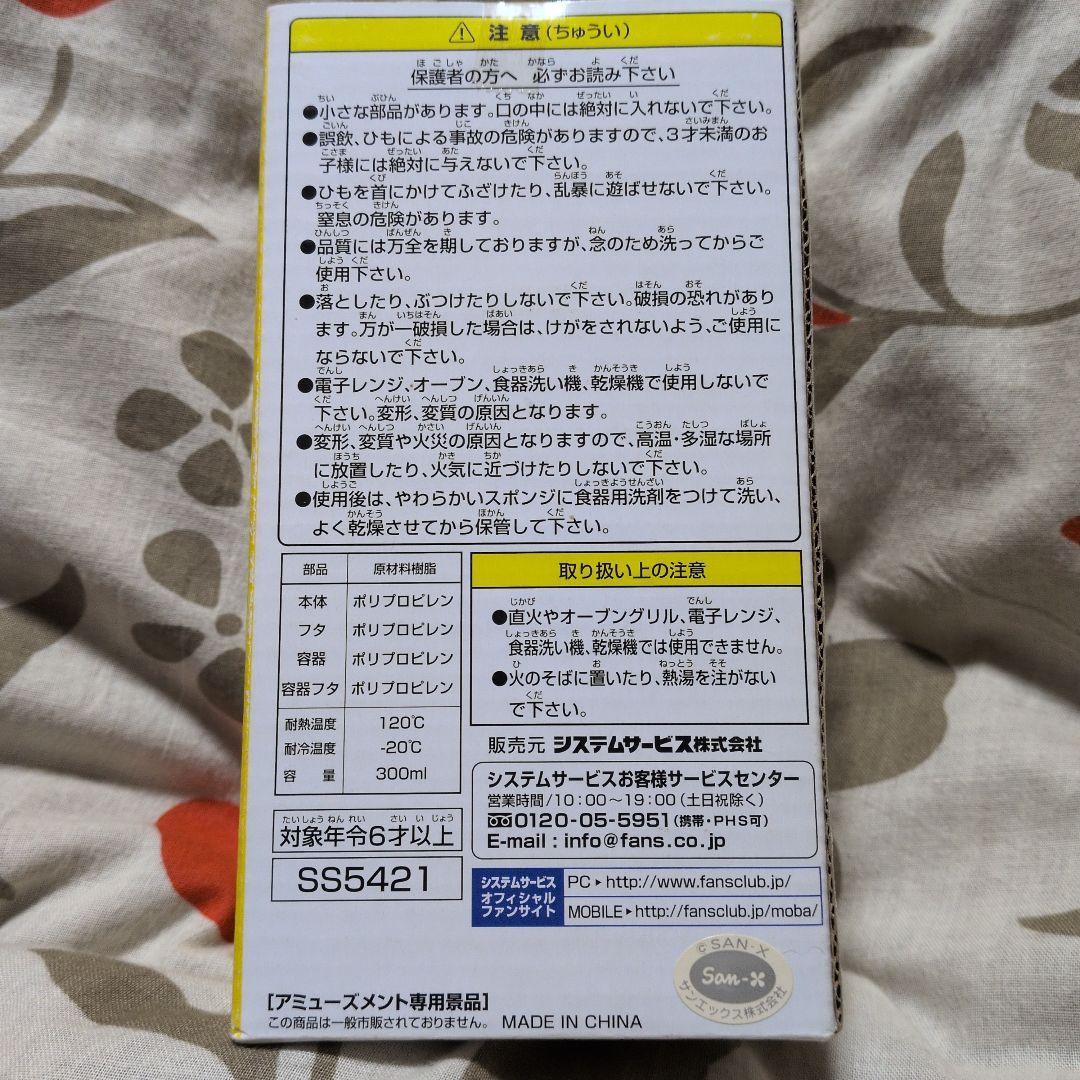 ⚠ 注意(ちゅうい)
保護者の方へ 必ずお読み下さい
●小さな部品があります。口の中には絶対に入れないで下さい。
●誤飲、ひもによる事故の危険がありますので、3才未満のお
子様には絶対に与えないで下さい。
●ひもを首にかけてふざけたり、乱暴に遊ばせないで下さい。
窒息の危険があります。
●品質には万全を期しておりますが、念のため洗ってからご
使用下さい。
●落としたり、ぶつけたりしないで下さい。破損の恐れがあり
ます。万が一破損した場合は、けがをされないよう、ご使用に
ならないで下さい。
●電子レンジ、オーブン、食器洗い機、乾燥機で使用しないで
下さい。変形、変質の原因となります。
●変形、変質や火災の原因となりますので、高温・多湿な場所
に放置したり、火気に近づけたりしないで下さい。
●使用後は、やわらかいスポンジに食器用洗剤をつけて洗い、
よく乾燥させてから保管して下さい。
部品 原材料樹脂
本体 ポリプロピレン
フタ ポリプロピレン
容器 ポリプロピレン
容器フタ ポリプロピレン
耐熱温度 120℃
耐冷温度 -20℃
容量 300ml
対象年令6才以上
SS5421
取り扱い上の注意
●直火やオーブングリル、電子レンジ、
食器洗い機、乾燥機では使用できません。
●火のそばに置いたり、熱湯を注がない
で下さい。
販売元 システムサービス株式会社
システムサービスお客様サービスセンター
営業時間/10:00~19:00(土日祝除く)
0120-05-5951(携帯・PHS可)
E-mail : info@fans.co.jp
システムサービス
オフィシャル
ファンサイト
PC▶http://www.fansclub.jp/
MOBILE▶http://fansclub.jp/moba/
© SAN-X
San-X
サンエックス株式会社
[アミューズメント専用景品]
この商品は一般市販されておりません。 MADE IN CHINA